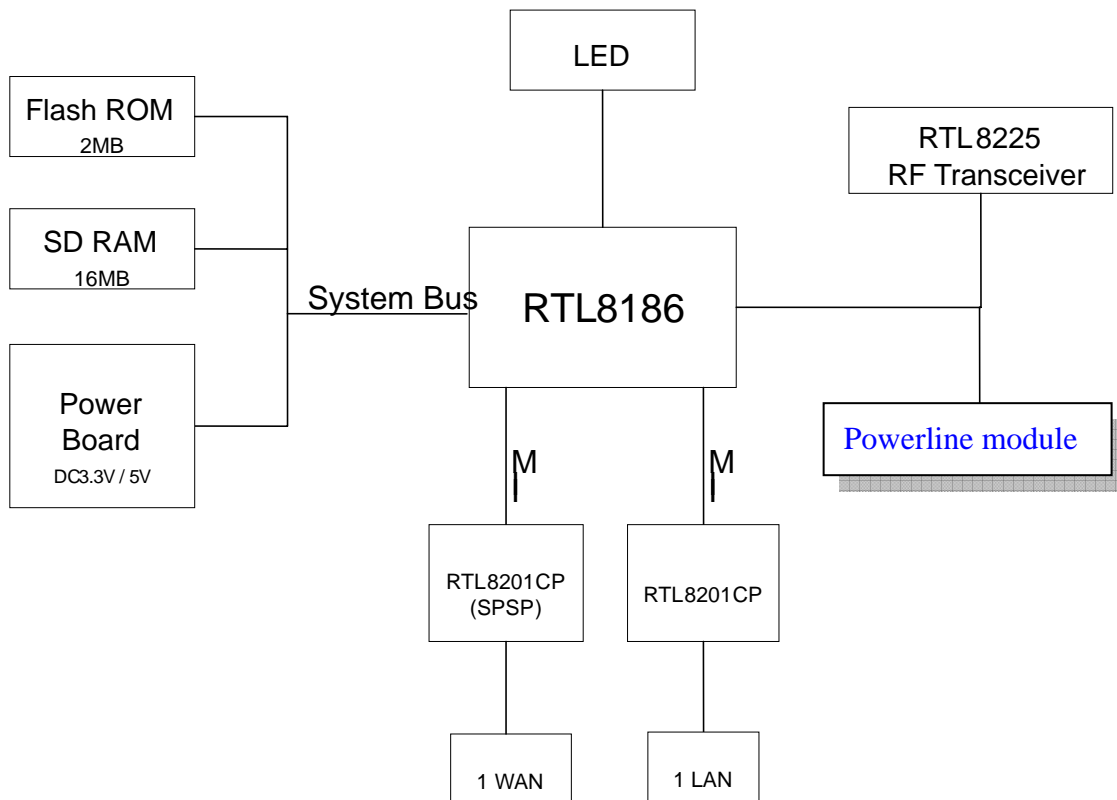 LED
Flash ROM
2MB
RTL8225
RF Transceiver
SD RAM
16MB
System Bus
RTL8186
Power
Board
DC3.3V / 5V
Powerline module
M
I
M
I
RTL8201CP
(SPSP)
RTL8201CP
1 WAN
1 LAN